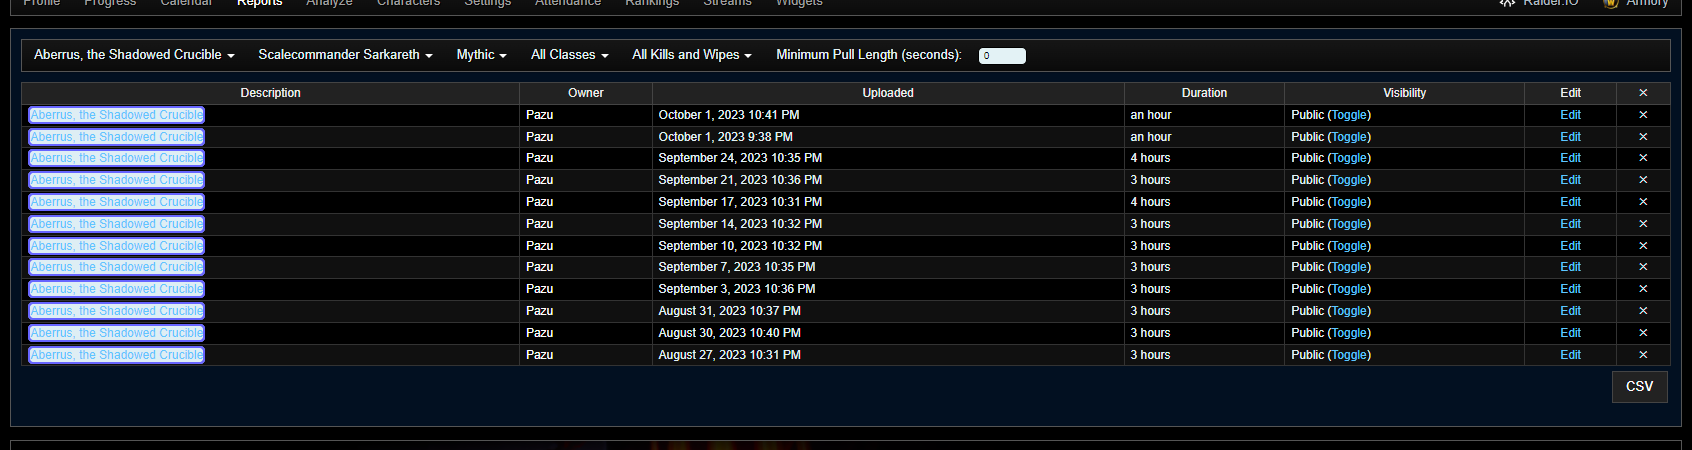 Profile Progress Calendar Reports Analyze Characters Settings Attendance Rankings Streams Widgets Raider.IO Armory
Aberrus, the Shadowed Crucible Scalecommander Sarkareth Mythic All Classes All Kills and Wipes Minimum Pull Length (seconds): 0
Description Owner Uploaded Duration Visibility Edit ×
Aberrus, the Shadowed Crucible Pazu October 1, 2023 10:41 PM an hour Public (Toggle) Edit ×
Aberrus, the Shadowed Crucible Pazu October 1, 2023 9:38 PM an hour Public (Toggle) Edit ×
Aberrus, the Shadowed Crucible Pazu September 24, 2023 10:35 PM 4 hours Public (Toggle) Edit ×
Aberrus, the Shadowed Crucible Pazu September 21, 2023 10:36 PM 3 hours Public (Toggle) Edit ×
Aberrus, the Shadowed Crucible Pazu September 17, 2023 10:31 PM 4 hours Public (Toggle) Edit ×
Aberrus, the Shadowed Crucible Pazu September 14, 2023 10:32 PM 3 hours Public (Toggle) Edit ×
Aberrus, the Shadowed Crucible Pazu September 10, 2023 10:32 PM 3 hours Public (Toggle) Edit ×
Aberrus, the Shadowed Crucible Pazu September 7, 2023 10:35 PM 3 hours Public (Toggle) Edit ×
Aberrus, the Shadowed Crucible Pazu September 3, 2023 10:36 PM 3 hours Public (Toggle) Edit ×
Aberrus, the Shadowed Crucible Pazu August 31, 2023 10:37 PM 3 hours Public (Toggle) Edit ×
Aberrus, the Shadowed Crucible Pazu August 30, 2023 10:40 PM 3 hours Public (Toggle) Edit ×
Aberrus, the Shadowed Crucible Pazu August 27, 2023 10:31 PM 3 hours Public (Toggle) Edit ×
CSV